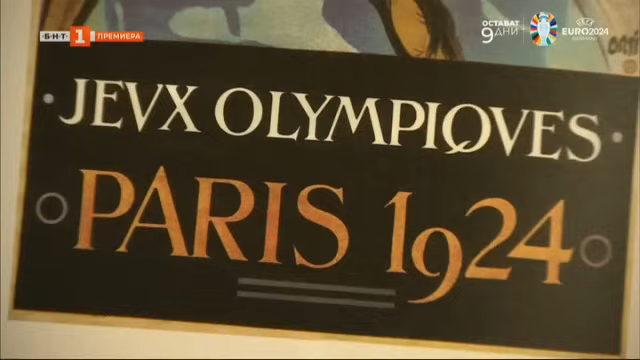 БНТ 1 ПРЕМИЕРА
ОСТАВАТ
9 ДНИ
UEFA
EURO2024
JEVX OLYMPIQVES
PARIS 1924